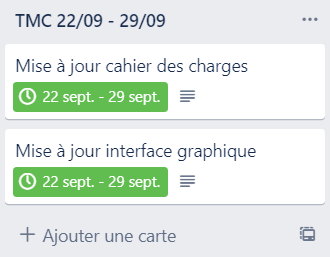 TMC 22/09 - 29/09
Mise à jour cahier des charges
22 sept. - 29 sept.
Mise à jour interface graphique
22 sept. - 29 sept.
Ajouter une carte